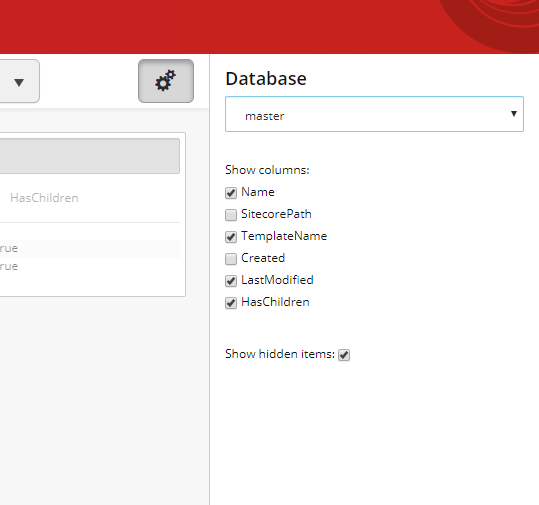 Database
master
Show columns:
Name
SitecorePath
TemplateName
Created
LastModified
HasChildren
Show hidden items:
HasChildren
rue
rue